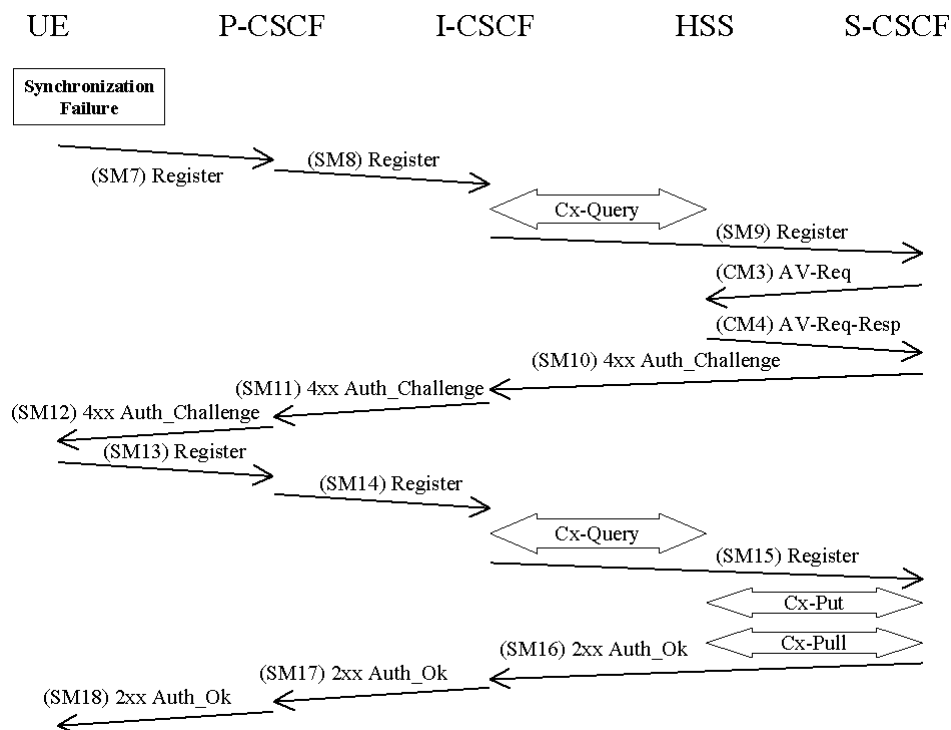 UE P-CSCF I-CSCF HSS S-CSCF
Synchronization
Failure
(SM7) Register
(SM8) Register
Cx-Query
(SM9) Register
(CM3) AV-Req
(CM4) AV-Req-Resp
(SM10) 4xx Auth_Challenge
(SM11) 4xx Auth_Challenge
(SM12) 4xx Auth_Challenge
(SM13) Register
(SM14) Register
Cx-Query
(SM15) Register
Cx-Put
Cx-Pull
(SM16) 2xx Auth_Ok
(SM17) 2xx Auth_Ok
(SM18) 2xx Auth_Ok